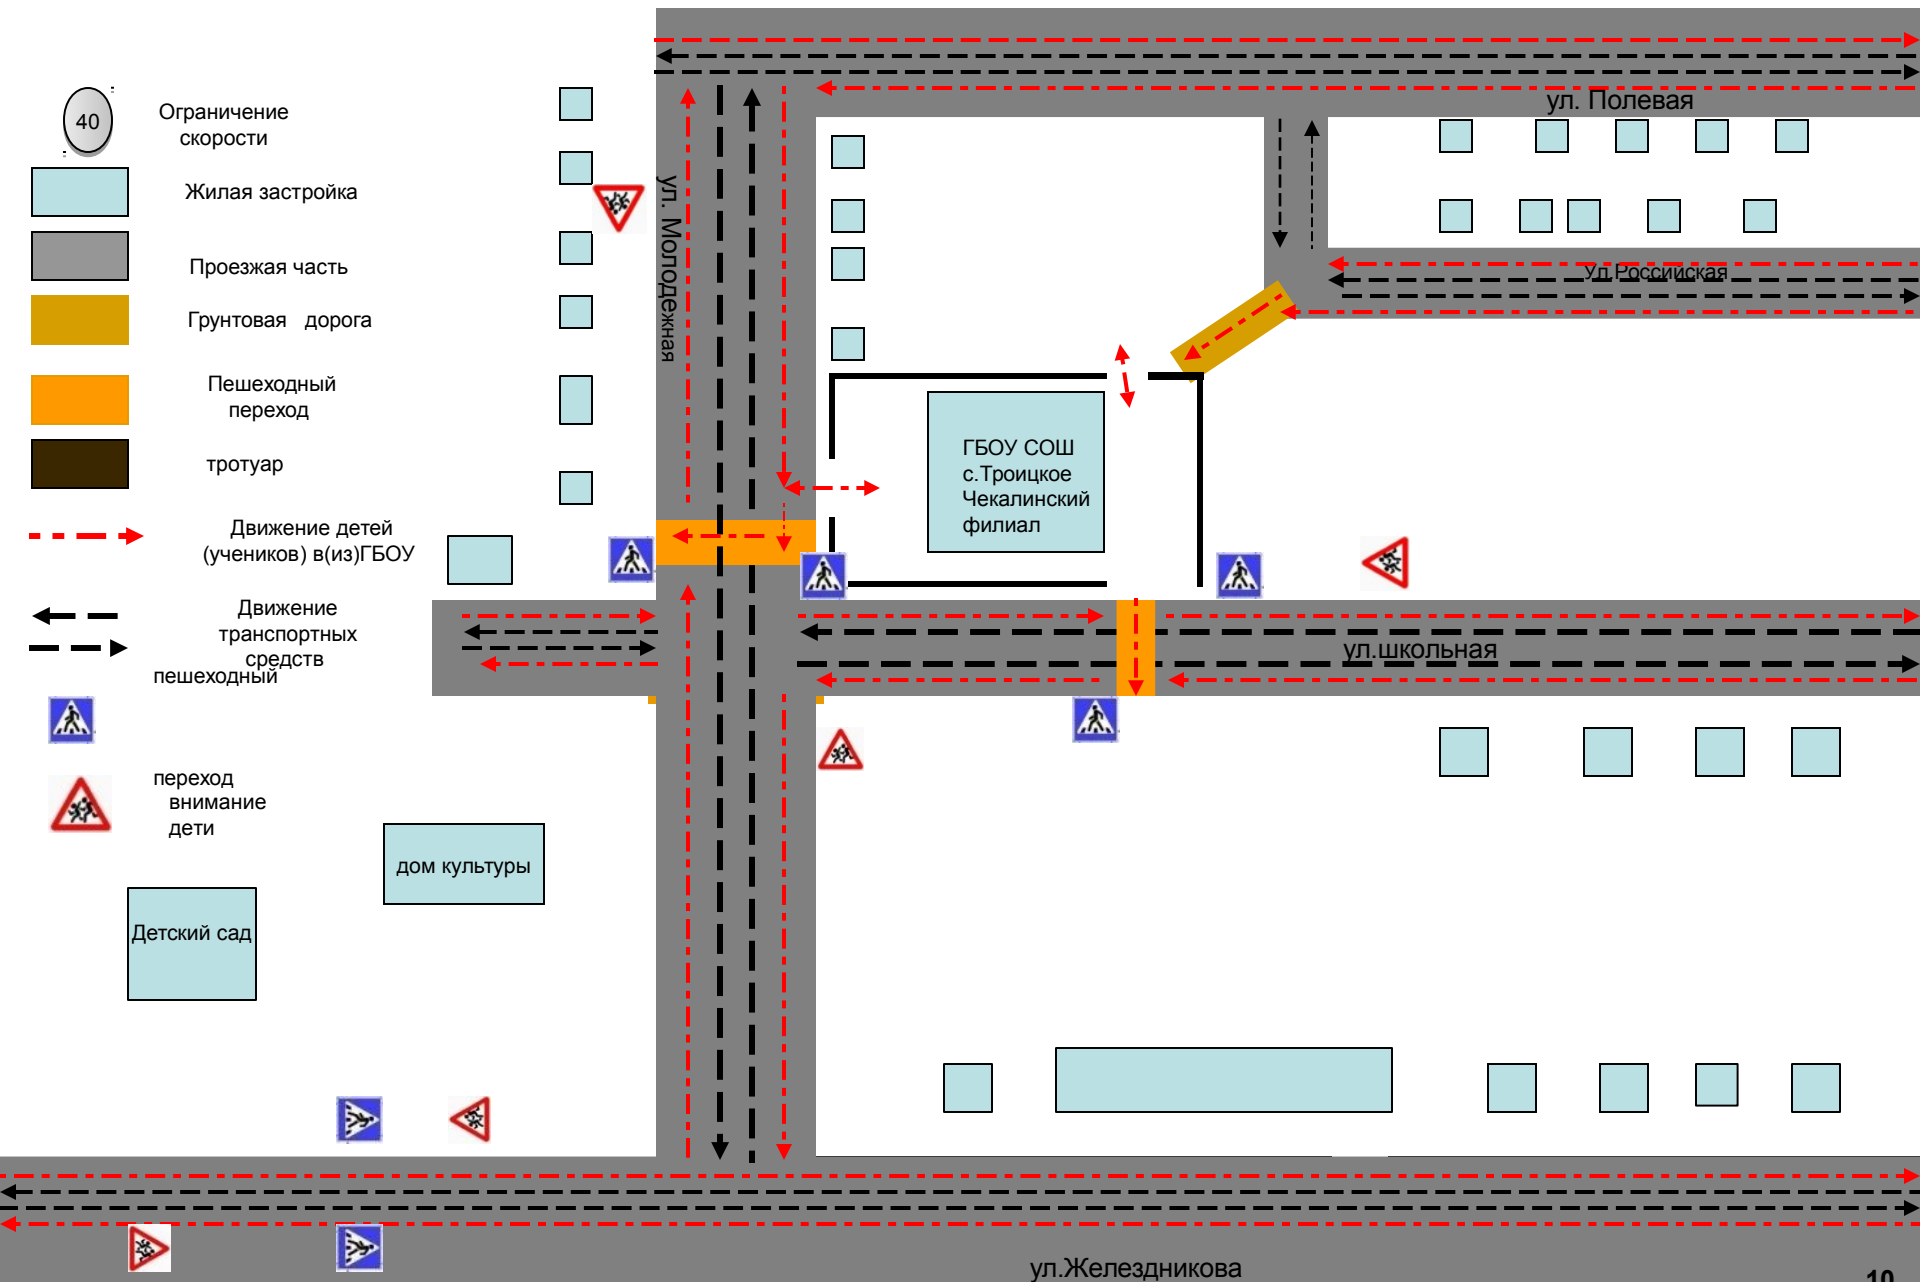 40
Ограничение
скорости
Жилая застройка
Проезжая часть
Грунтовая дорога
Пешеходный
переход
тротуар
Движение детей
(учеников) в(из)ГБОУ
Движение
транспортных
средств
пешеходный
переход
внимание
дети
ул. Полевая
ул. Молодежная
Ул.Российская
ГБОУ СОШ
с.Троицкое
Чекалинский
филиал
ул.школьная
дом культуры
Детский сад
ул.Желездникова
10